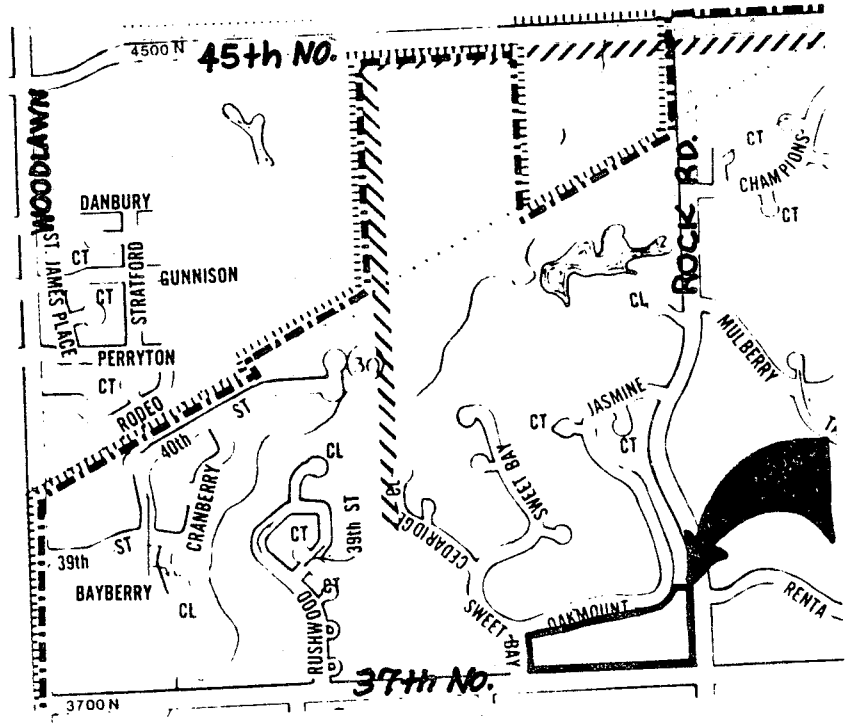 4500 N
45th NO.
WOODLAWN
ROCK RD.
CT
CHAMPIONS
CT
DANBURY
ST. JAMES PLACE
CT
STRATFORD
GUNNISON
CT
CL
PERRYTON
MULBERRY
CT
(30)
RODEO
JASMINE
40th ST
CT
CT
SWEET BAY
CL
CRANBERRY
39th ST
CT
CEDARIDGE PL
39th ST
BAYBERRY
CT
CL
RENTA
SWEET-BAY
OAKMOUNT
RUSHWOOD
37th NO.
3700 N